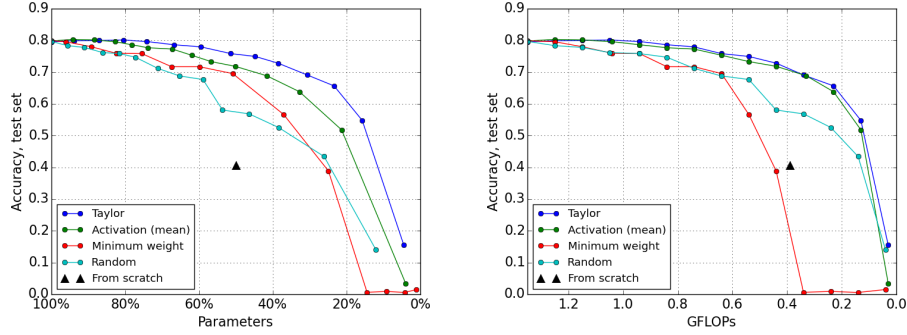 0.9
0.8
0.7
0.6
0.5
0.4
0.3
0.2
0.1
0.0
Accuracy, test set
Taylor
Activation (mean)
Minimum weight
Random
From scratch
100% 80% 60% 40% 20% 0%
Parameters
0.9
0.8
0.7
0.6
0.5
0.4
0.3
0.2
0.1
0.0
Accuracy, test set
Taylor
Activation (mean)
Minimum weight
Random
From scratch
1.2 1.0 0.8 0.6 0.4 0.2 0.0
GFLOPs